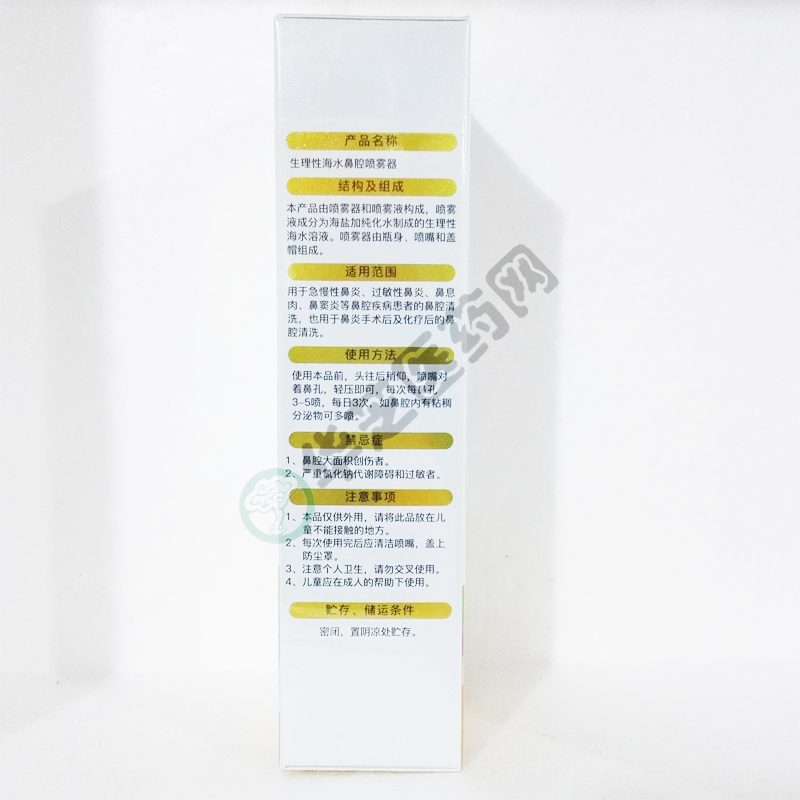 产品名称
生理性海水鼻腔喷雾器
结构及组成
本产品由喷雾器和喷雾液构成，喷雾
液成分为海盐加纯化水制成的生理性
海水溶液。喷雾器由瓶身、喷嘴和盖
帽组成。
适用范围
用于急慢性鼻炎、过敏性鼻炎、鼻息
肉、鼻窦炎等鼻腔疾病患者的鼻腔清
洗，也用于鼻炎手术后及化疗后的鼻
腔清洗。
使用方法
使用本品前，头往后稍仰，喷嘴对
着鼻孔，轻压即可，每次每鼻孔
3-5喷，每日3次，如鼻腔内有粘稠
分泌物可多喷。
禁忌症
1、鼻腔大面积创伤者。
2、严重氯化钠代谢障碍和过敏者。
注意事项
1、本品仅供外用，请将此品放在儿
童不能接触的地方。
2、每次使用完后应清洁喷嘴，盖上
防尘罩。
3、注意个人卫生，请勿交叉使用。
4、儿童应在成人的帮助下使用。
贮存、储运条件
密闭，置阴凉处贮存。
华芝医药网